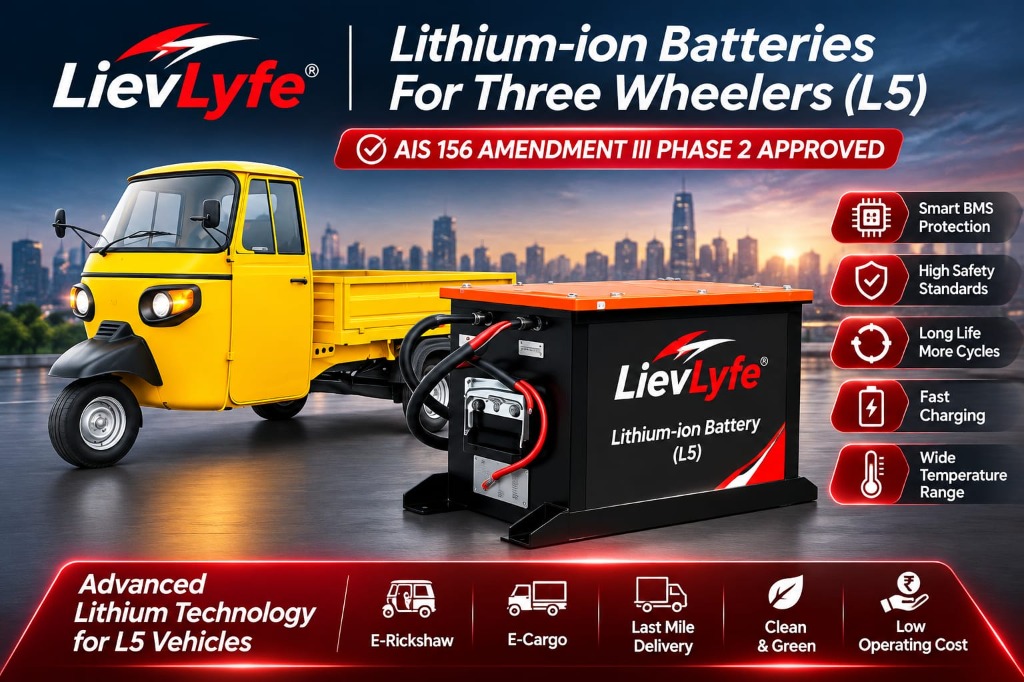 LievLyfe®
Lithium-ion Batteries
For Three Wheelers (L5)
AIS 156 AMENDMENT III PHASE 2 APPROVED
Smart BMS
Protection
High Safety
Standards
Long Life
More Cycles
Fast
Charging
Wide
Temperature
Range
LievLyfe®
Lithium-ion Battery
(L5)
Advanced
Lithium Technology
for L5 Vehicles
E-Rickshaw
E-Cargo
Last Mile
Delivery
Clean
& Green
₹
Low
Operating Cost